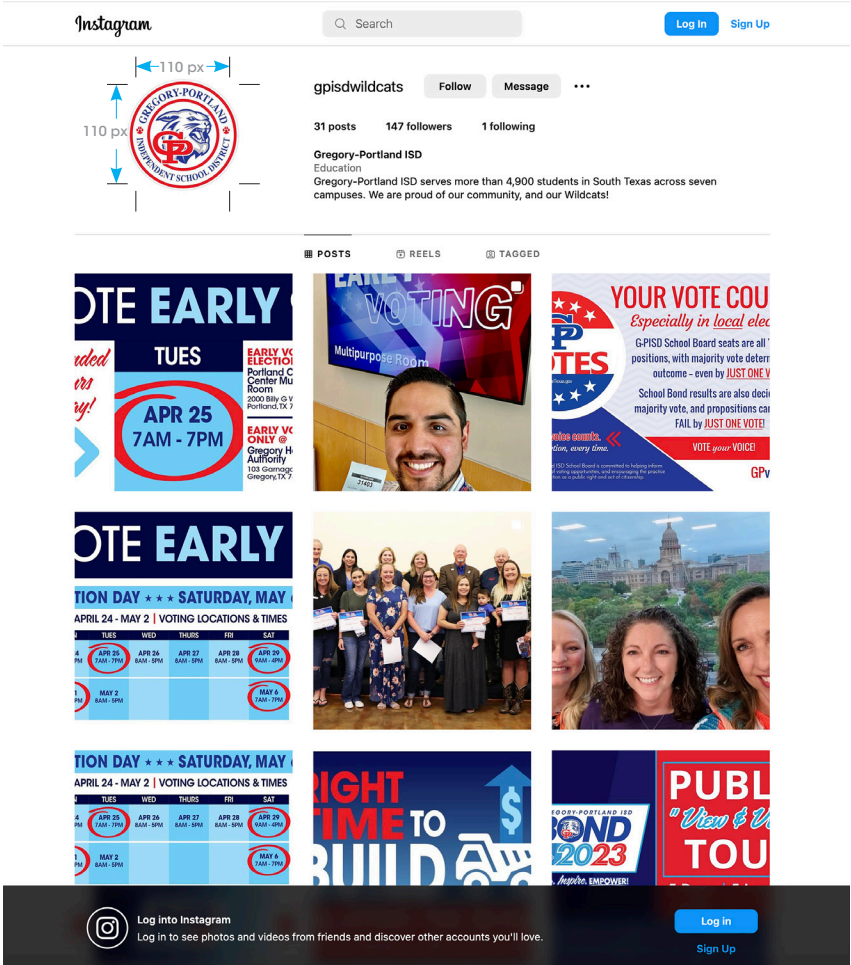 Instagram
Search
Log In
Sign Up
110 px
110 px
GREGORY-PORTLAND
INDEPENDENT SCHOOL DISTRICT
GP
gpisdwildcats
Follow
Message
31 posts 147 followers 1 following
Gregory-Portland ISD
Education
Gregory-Portland ISD serves more than 4,900 students in South Texas across seven
campuses. We are proud of our community, and our Wildcats!
POSTS
REELS
TAGGED
OTE EARLY
TUES
APR 25
7AM - 7PM
EARLY VO
ELECTIO
Portland C
Center Mu
Room
2000 Billy G W
Portland, TX 7
EARLY VO
ONLY @
Gregory H
Authority
103 Gamag
Gregory, TX 7
EARLY
VOTING
Multipurpose Room
31403
YOUR VOTE COU
Especially in local elec
G-PISD School Board seats are all
positions, with majority vote determ
outcome – even by JUST ONE V
School Bond results are also deci
majority vote, and propositions ca
FAIL by JUST ONE VOTE!
VOTE your VOICE!
GPv
TES
voice counts.
tion, every time.
OTE EARLY
TION DAY ★ ★ ★ SATURDAY, MAY
APRIL 24 - MAY 2 | VOTING LOCATIONS & TIMES
TUES WED THURS FRI SAT
APR 25 APR 26 APR 27 APR 28 APR 29
7AM - 7PM 8AM - 5PM 8AM - 5PM 8AM - 5PM 9AM - 4PM
MAY 2 MAY 6
8AM - 5PM 7AM - 7PM
TION DAY ★ ★ ★ SATURDAY, MAY
APRIL 24 - MAY 2 | VOTING LOCATIONS & TIMES
TUES WED THURS FRI SAT
APR 25 APR 26 APR 27 APR 28 APR 29
7AM - 7PM 8AM - 5PM 8AM - 5PM 8AM - 5PM 9AM - 4PM
MAY 2 MAY 6
8AM - 5PM 7AM - 7PM
RIGHT
TIME TO
BUILD
$
EGORY-PORTLAND ISD
BOND
2023
Inspire. EMPOWER!
PUBL
"View & V
TOU
Log into Instagram
Log in to see photos and videos from friends and discover other accounts you'll love.
Log in
Sign Up